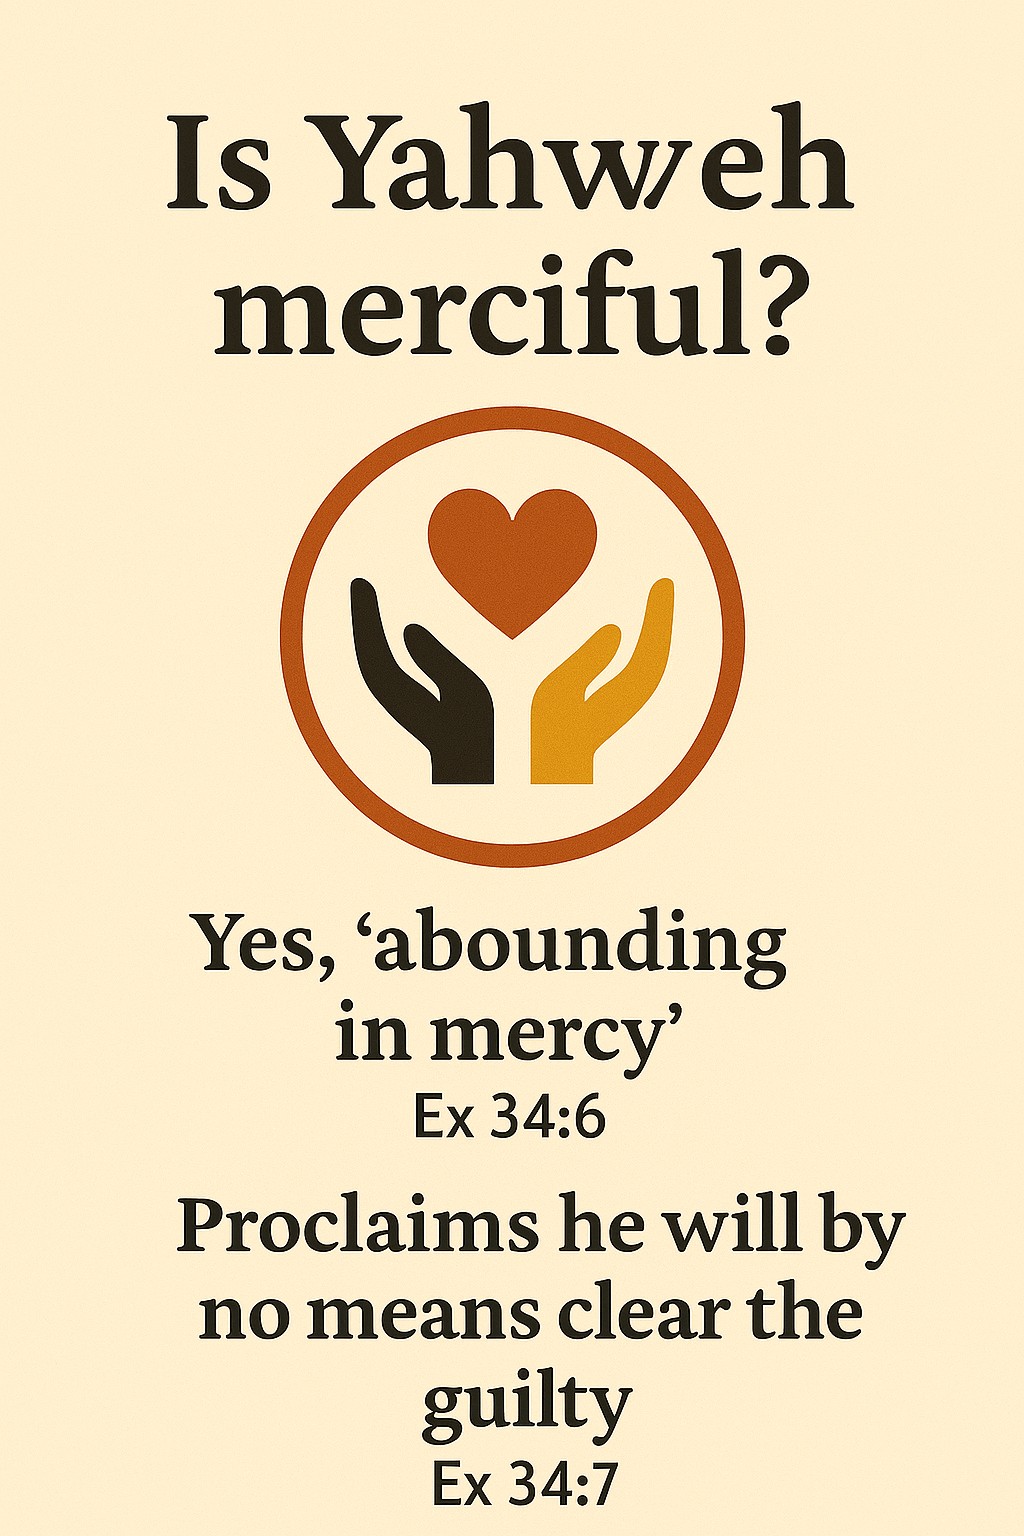 Is Yahweh
merciful?
Yes, ‘abounding
in mercy’
Ex 34:6
Proclaims he will by
no means clear the
guilty
Ex 34:7